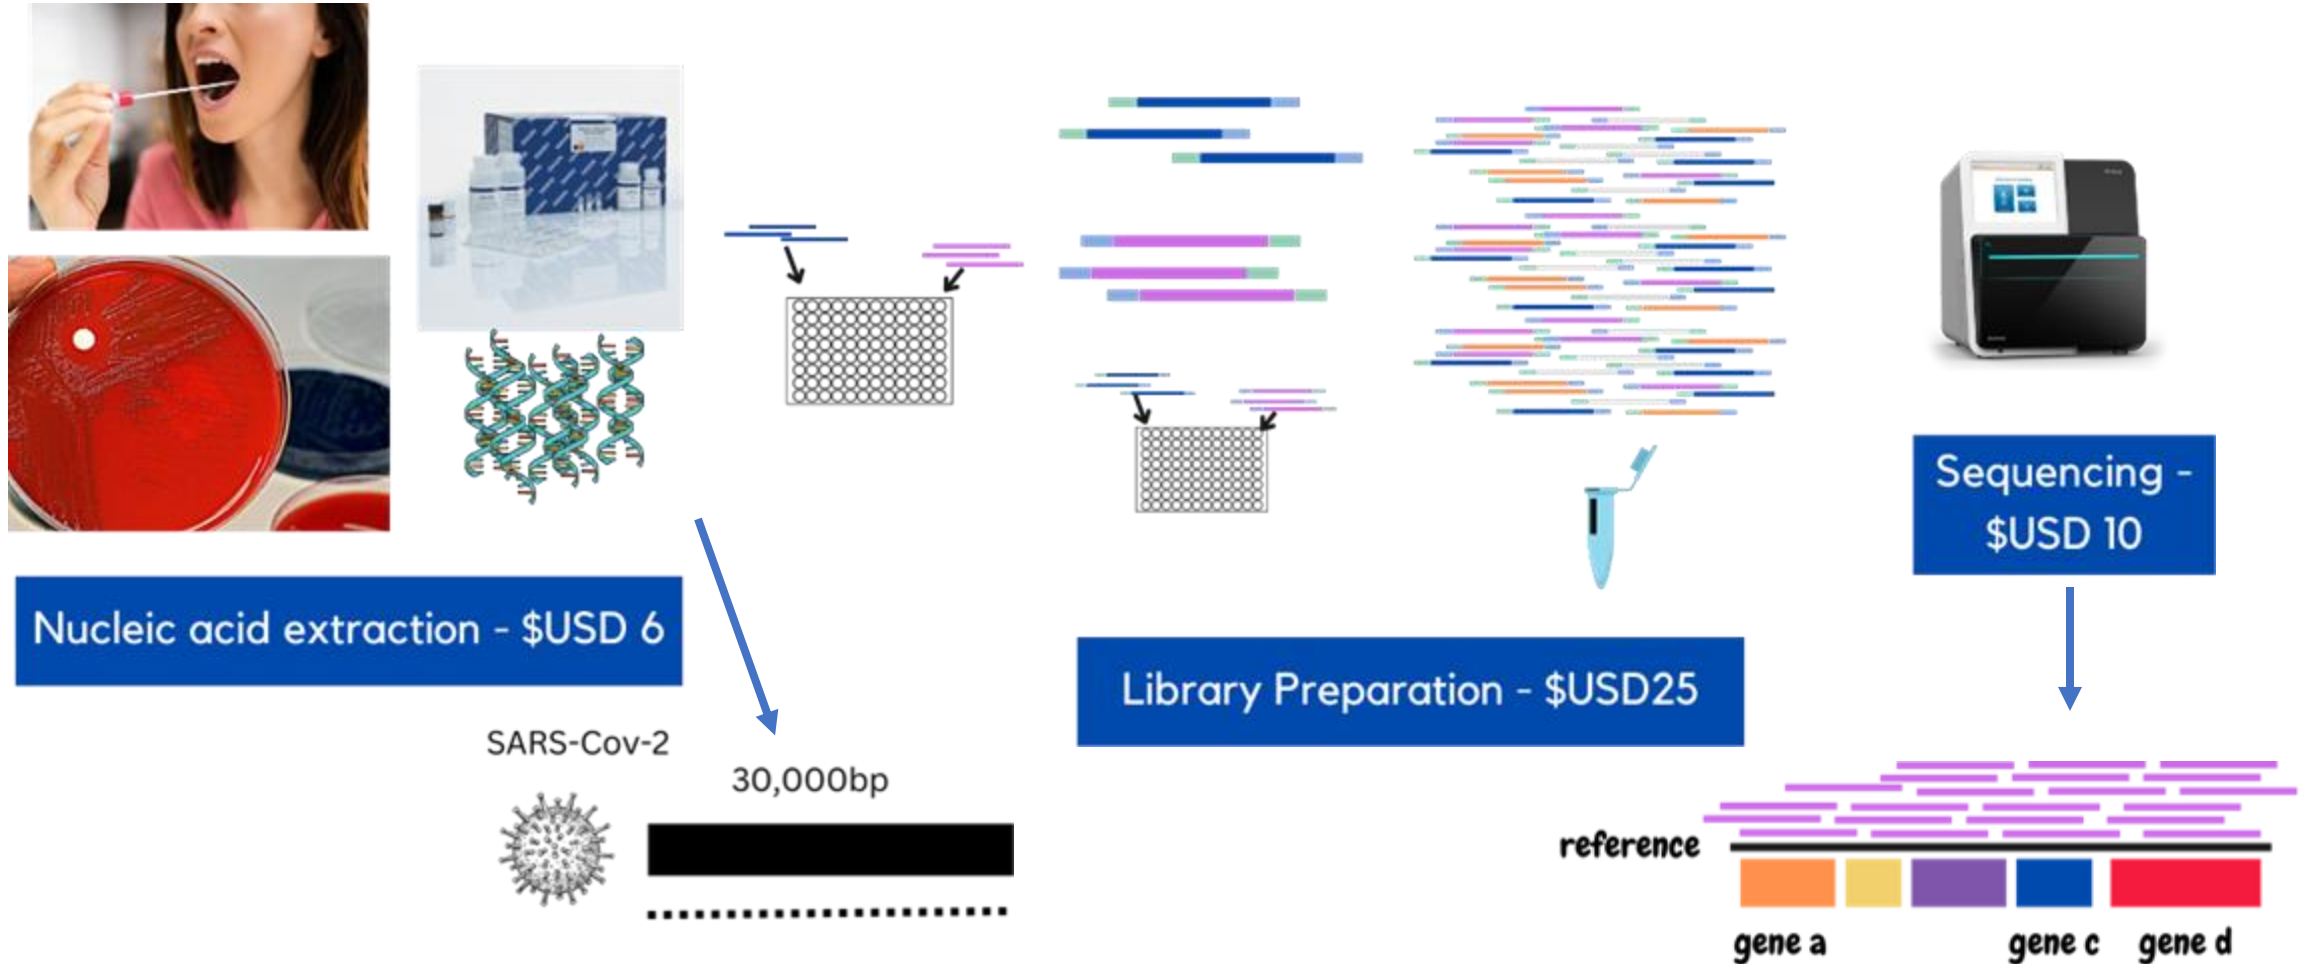 Nucleic acid extraction - $USD 6
SARS-Cov-2
30,000bp
Library Preparation - $USD25
Sequencing -
$USD 10
reference
gene a
gene c
gene d